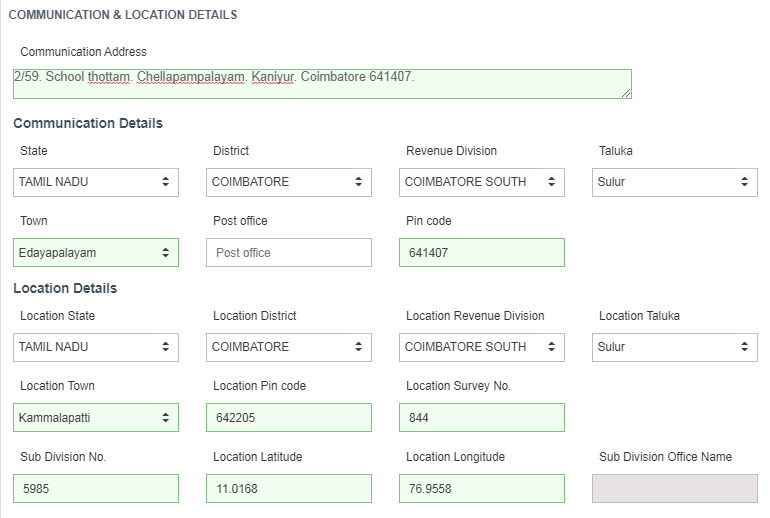 COMMUNICATION & LOCATION DETAILS
Communication Address
2/59. School thottam. Chellapampalayam. Kaniyur. Coimbatore 641407.
Communication Details
State District Revenue Division Taluka
TAMIL NADU COIMBATORE COIMBATORE SOUTH Sulur
Town Post office Pin code
Edayapalayam Post office 641407
Location Details
Location State Location District Location Revenue Division Location Taluka
TAMIL NADU COIMBATORE COIMBATORE SOUTH Sulur
Location Town Location Pin code Location Survey No.
Kammalapatti 642205 844
Sub Division No. Location Latitude Location Longitude Sub Division Office Name
5985 11.0168 76.9558